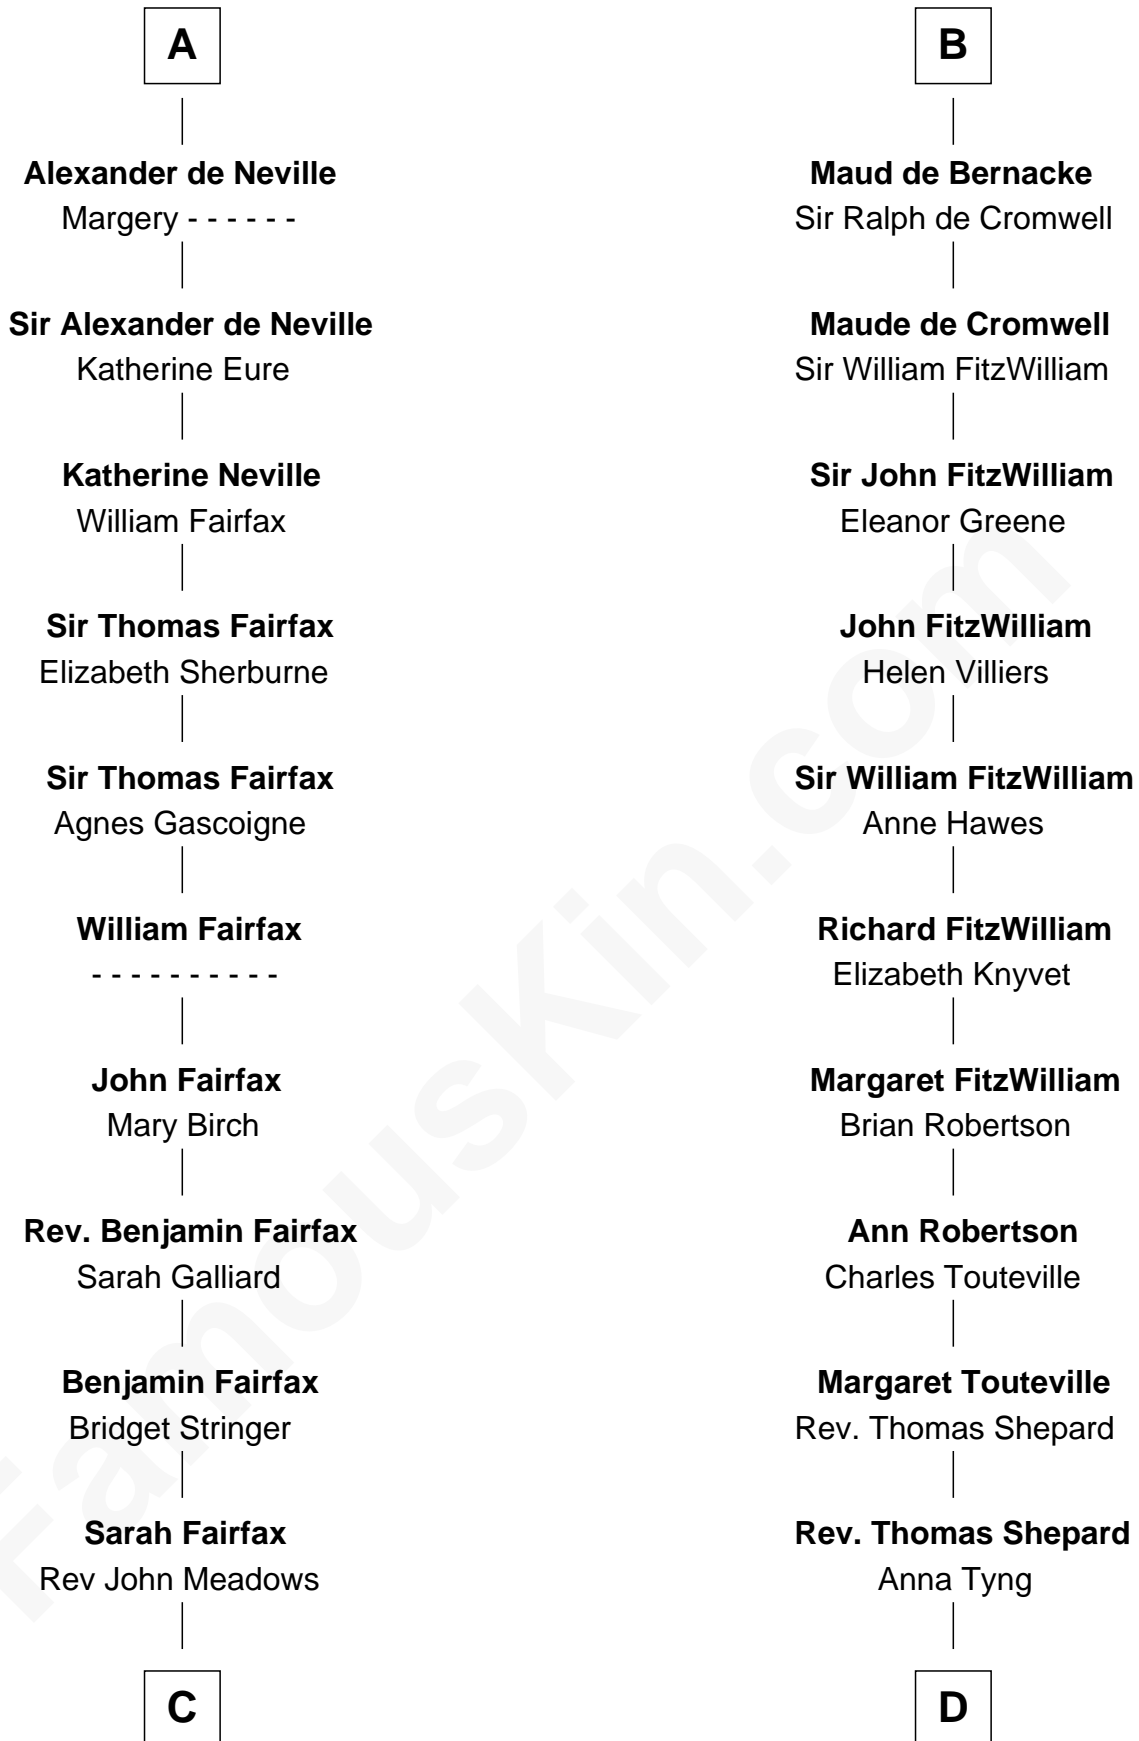 A
Alexander de Neville
Margery - - - - - -
Sir Alexander de Neville
Katherine Eure
Katherine Neville
William Fairfax
Sir Thomas Fairfax
Elizabeth Sherburne
Sir Thomas Fairfax
Agnes Gascoigne
William Fairfax
- - - - - - - - - -
John Fairfax
Mary Birch
Rev. Benjamin Fairfax
Sarah Galliard
Benjamin Fairfax
Bridget Stringer
Sarah Fairfax
Rev John Meadows
C
B
Maud de Bernacke
Sir Ralph de Cromwell
Maude de Cromwell
Sir William FitzWilliam
Sir John FitzWilliam
Eleanor Greene
John FitzWilliam
Helen Villiers
Sir William FitzWilliam
Anne Hawes
Richard FitzWilliam
Elizabeth Knyvet
Margaret FitzWilliam
Brian Robertson
Ann Robertson
Charles Touteville
Margaret Touteville
Rev. Thomas Shepard
Rev. Thomas Shepard
Anna Tyng
D
FamousKin.com